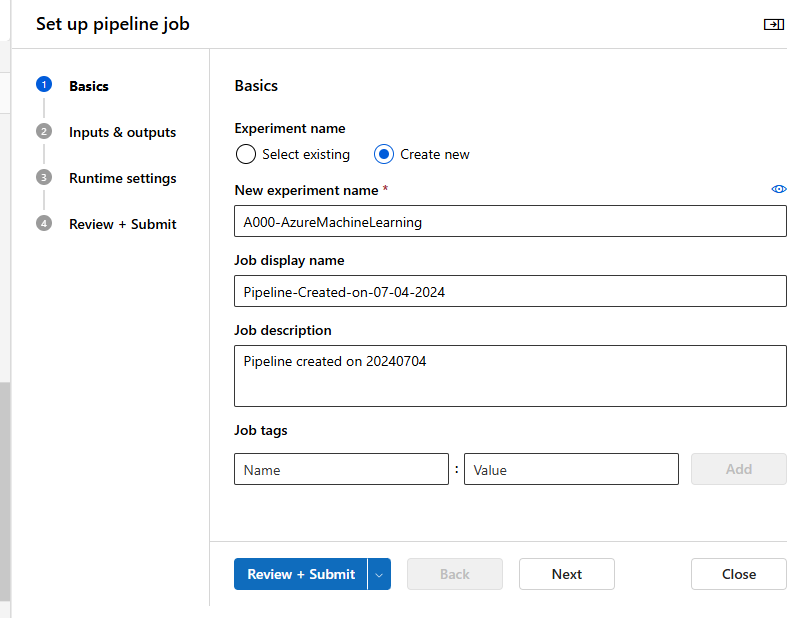 Set up pipeline job
1 Basics
2 Inputs & outputs
3 Runtime settings
4 Review + Submit
Basics
Experiment name
Select existing Create new
New experiment name *
A000-AzureMachineLearning
Job display name
Pipeline-Created-on-07-04-2024
Job description
Pipeline created on 20240704
Job tags
Name : Value Add
Review + Submit Back Next Close